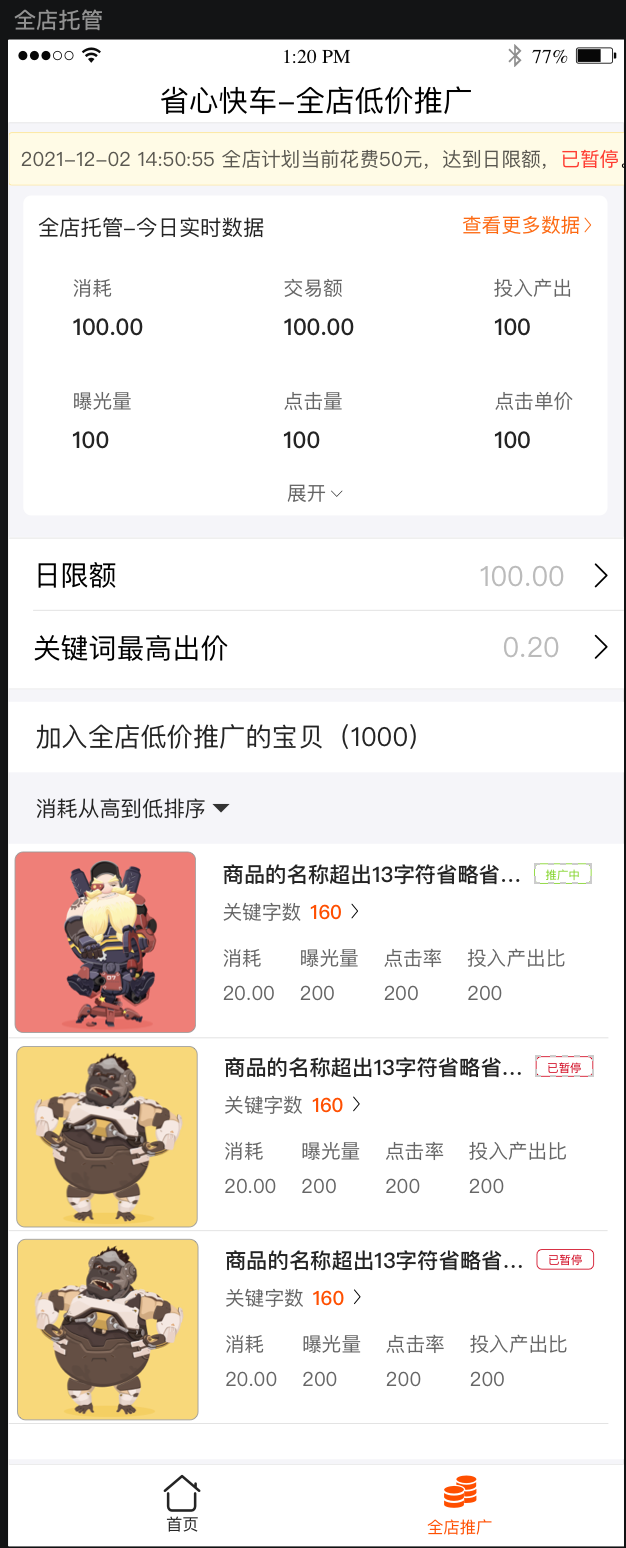 全店托管
1:20 PM 77%
省心快车-全店低价推广
2021-12-02 14:50:55 全店计划当前花费50元，达到日限额，已暂停。
全店托管-今日实时数据 查看更多数据
消耗 交易额 投入产出
100.00 100.00 100
曝光量 点击量 点击单价
100 100 100
展开
日限额 100.00
关键词最高出价 0.20
加入全店低价推广的宝贝（1000）
消耗从高到低排序
商品的名称超出13字符省略省... 推广中
关键字数 160
消耗 曝光量 点击率 投入产出比
20.00 200 200 200
商品的名称超出13字符省略省... 已暂停
关键字数 160
消耗 曝光量 点击率 投入产出比
20.00 200 200 200
商品的名称超出13字符省略省... 已暂停
关键字数 160
消耗 曝光量 点击率 投入产出比
20.00 200 200 200
首页 全店推广